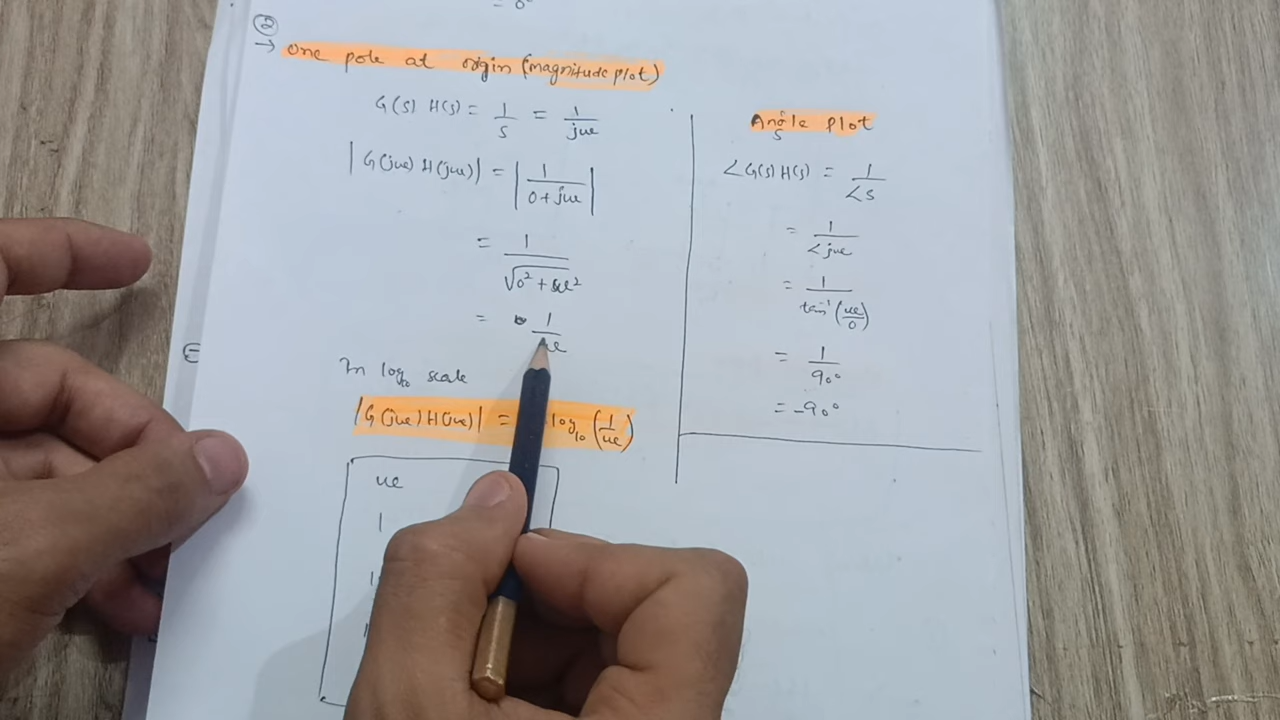 = 0°
②
→ One pole at origin (magnitude plot)
G(s) H(s) = 1/s = 1/jω
|G(jω) H(jω)| = |1/(0+jω)|
= 1/√(0² + ω²)
= 1/ω
In log₁₀ scale
|G(jω) H(jω)| = log₁₀ (1/ω)
ω
1
Angle plot
∠G(s) H(s) = 1/∠s
= 1/∠jω
= 1/tan⁻¹(ω/0)
= 1/90°
= -90°